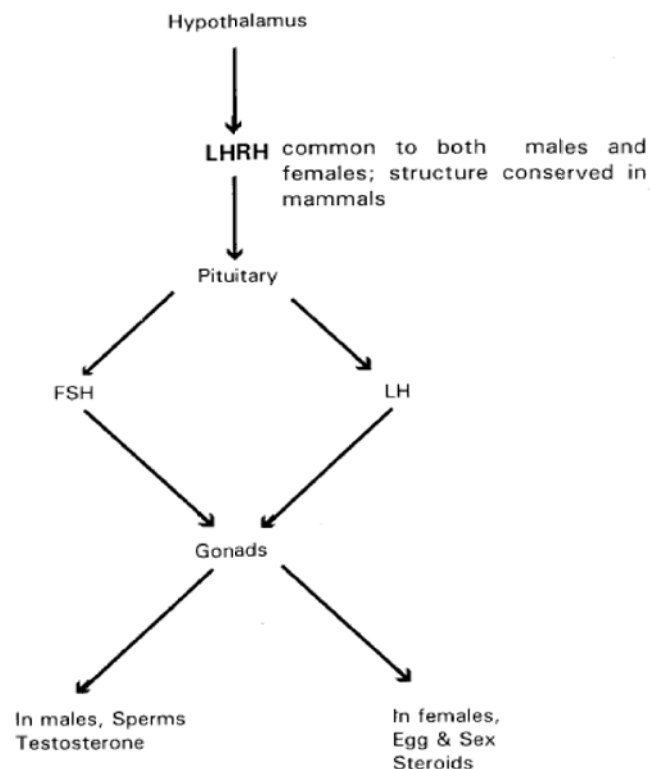 Hypothalamus
LHRH common to both males and
females; structure conserved in
mammals
Pituitary
FSH
LH
Gonads
In males, Sperms
Testosterone
In females,
Egg & Sex
Steroids